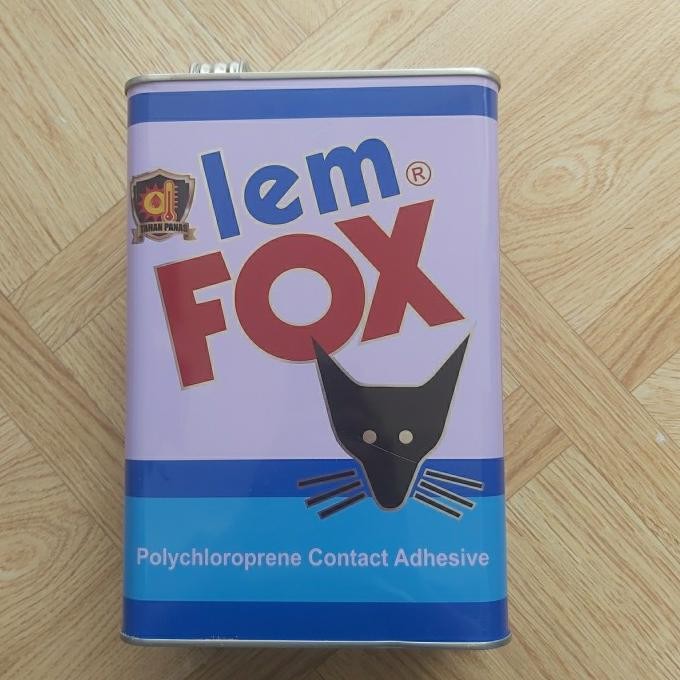 lem®
TAHAN PANAS
FOX
Polychloroprene Contact Adhesive